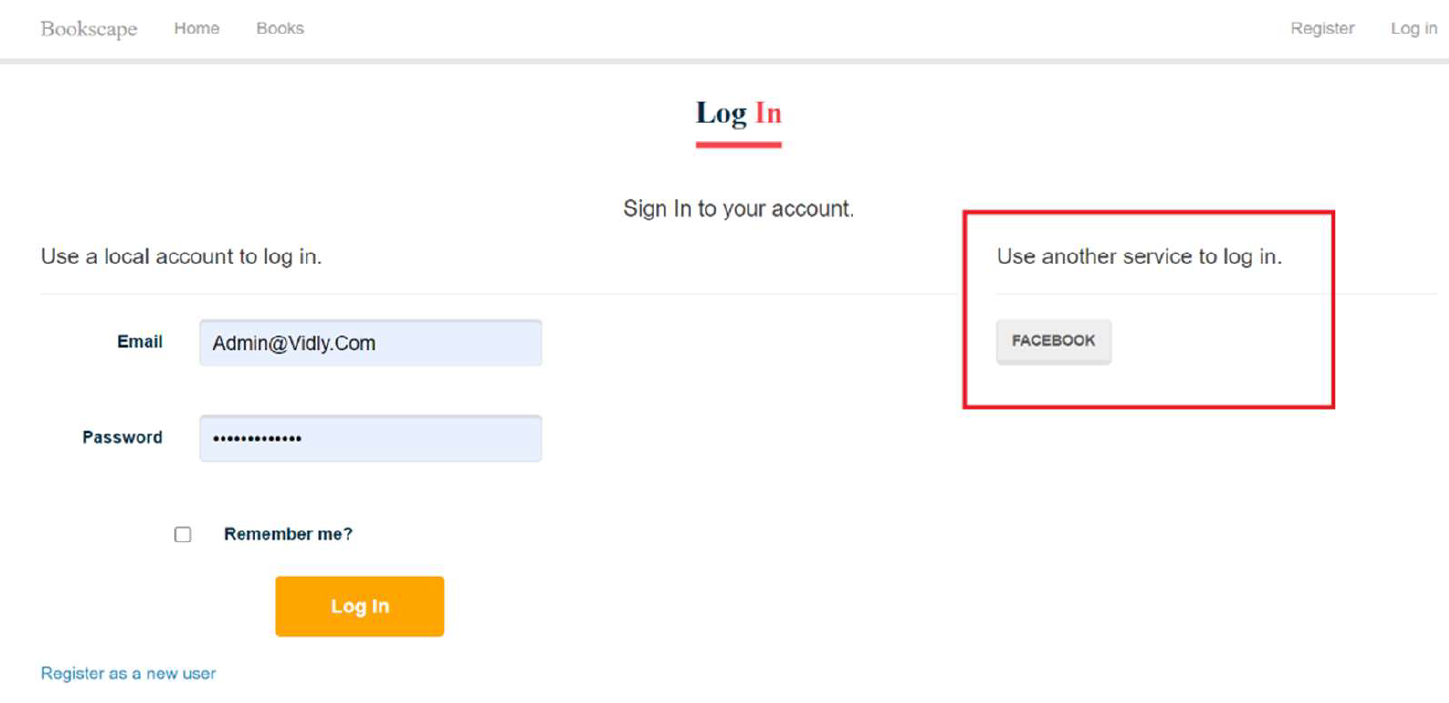 Bookscape Home Books Register Log in
Log In
Sign In to your account.
Use a local account to log in.
Use another service to log in.
Email Admin@Vidly.Com
FACEBOOK
Password •••••••••••••
Remember me?
Log In
Register as a new user